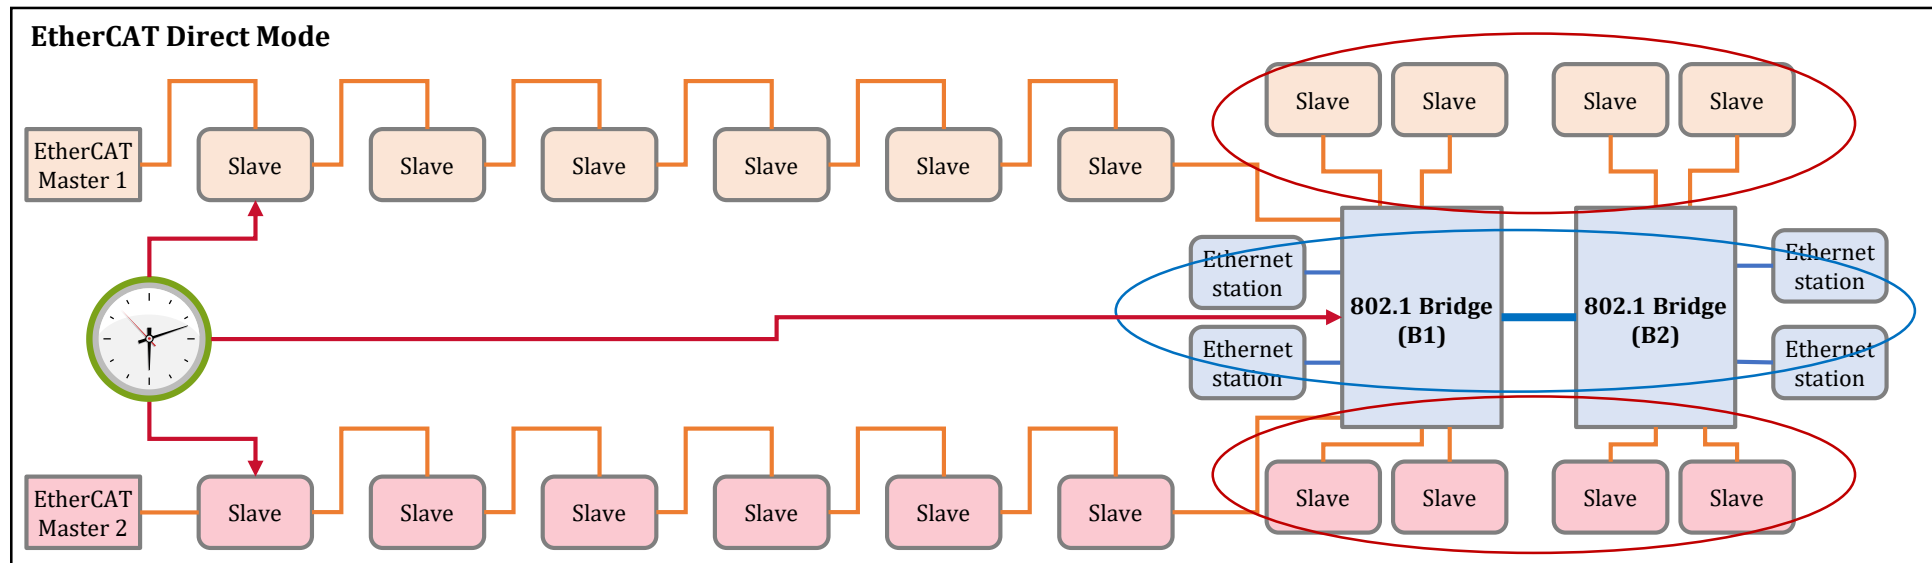 EtherCAT Direct Mode
Slave
Slave
Slave
Slave
EtherCAT
Master 1
Slave
Slave
Slave
Slave
Slave
Slave
Ethernet
station
Ethernet
station
802.1 Bridge
(B1)
802.1 Bridge
(B2)
Ethernet
station
Ethernet
station
EtherCAT
Master 2
Slave
Slave
Slave
Slave
Slave
Slave
Slave
Slave
Slave
Slave